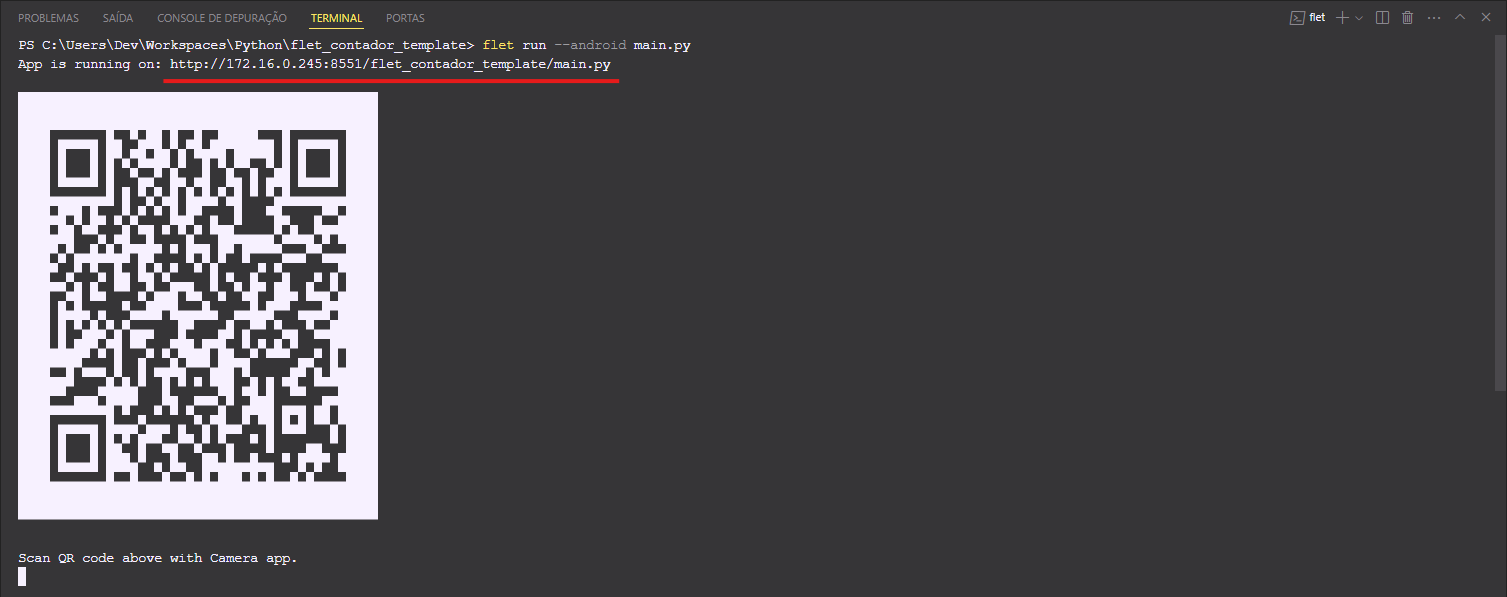 PROBLEMAS SAÍDA CONSOLE DE DEPURAÇÃO TERMINAL PORTAS flet
PS C:\Users\Dev\Workspaces\Python\flet_contador_template> flet run --android main.py
App is running on: http://172.16.0.245:8551/flet_contador_template/main.py
Scan QR code above with Camera app.